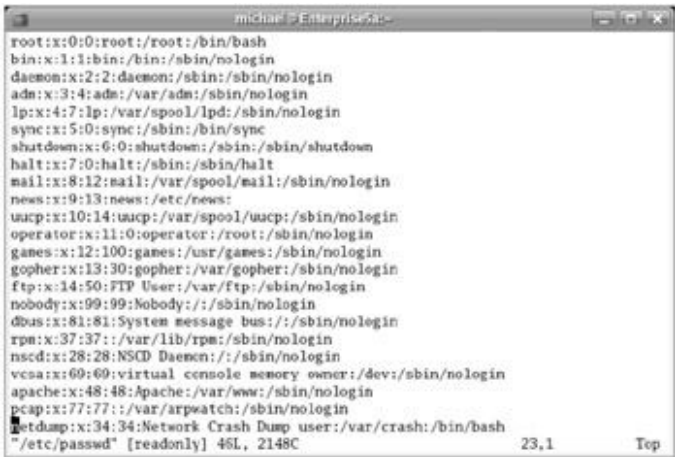 michael@Enterprise5a:~
root:x:0:0:root:/root:/bin/bash
bin:x:1:1:bin:/bin:/sbin/nologin
daemon:x:2:2:daemon:/sbin:/sbin/nologin
adm:x:3:4:adm:/var/adm:/sbin/nologin
lp:x:4:7:lp:/var/spool/lpd:/sbin/nologin
sync:x:5:0:sync:/sbin:/bin/sync
shutdown:x:6:0:shutdown:/sbin:/sbin/shutdown
halt:x:7:0:halt:/sbin:/sbin/halt
mail:x:8:12:mail:/var/spool/mail:/sbin/nologin
news:x:9:13:news:/etc/news:
uucp:x:10:14:uucp:/var/spool/uucp:/sbin/nologin
operator:x:11:0:operator:/root:/sbin/nologin
games:x:12:100:games:/usr/games:/sbin/nologin
gopher:x:13:30:gopher:/var/gopher:/sbin/nologin
ftp:x:14:50:FTP User:/var/ftp:/sbin/nologin
nobody:x:99:99:Nobody:/:/sbin/nologin
dbus:x:81:81:System message bus:/:/sbin/nologin
rpm:x:37:37::/var/lib/rpm:/sbin/nologin
nscd:x:28:28:NSCD Daemon:/:/sbin/nologin
vcsa:x:69:69:virtual console memory owner:/dev:/sbin/nologin
apache:x:48:48:Apache:/var/www:/sbin/nologin
pcap:x:77:77::/var/arpwatch:/sbin/nologin
netdump:x:34:34:Network Crash Dump user:/var/crash:/bin/bash
"/etc/passwd" [readonly] 46L, 2148C 23,1 Top